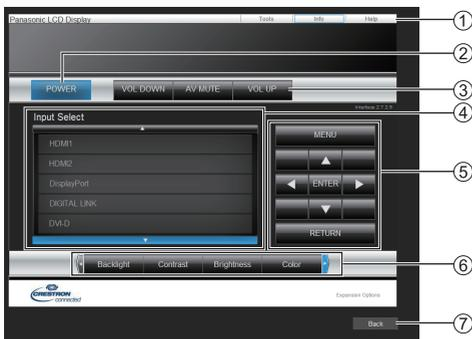 Panasonic LCD Display
Tools Info Help
①
②
POWER VOL DOWN AV MUTE VOL UP
③
Interface 2.7.2.5
④
Input Select
HDMI1
HDMI2
DisplayPort
DIGITAL LINK
DVI-D
MENU
ENTER
RETURN
⑤
Backlight Contrast Brightness Color
⑥
CRESTRON
connected
Expansion Options
Back
⑦